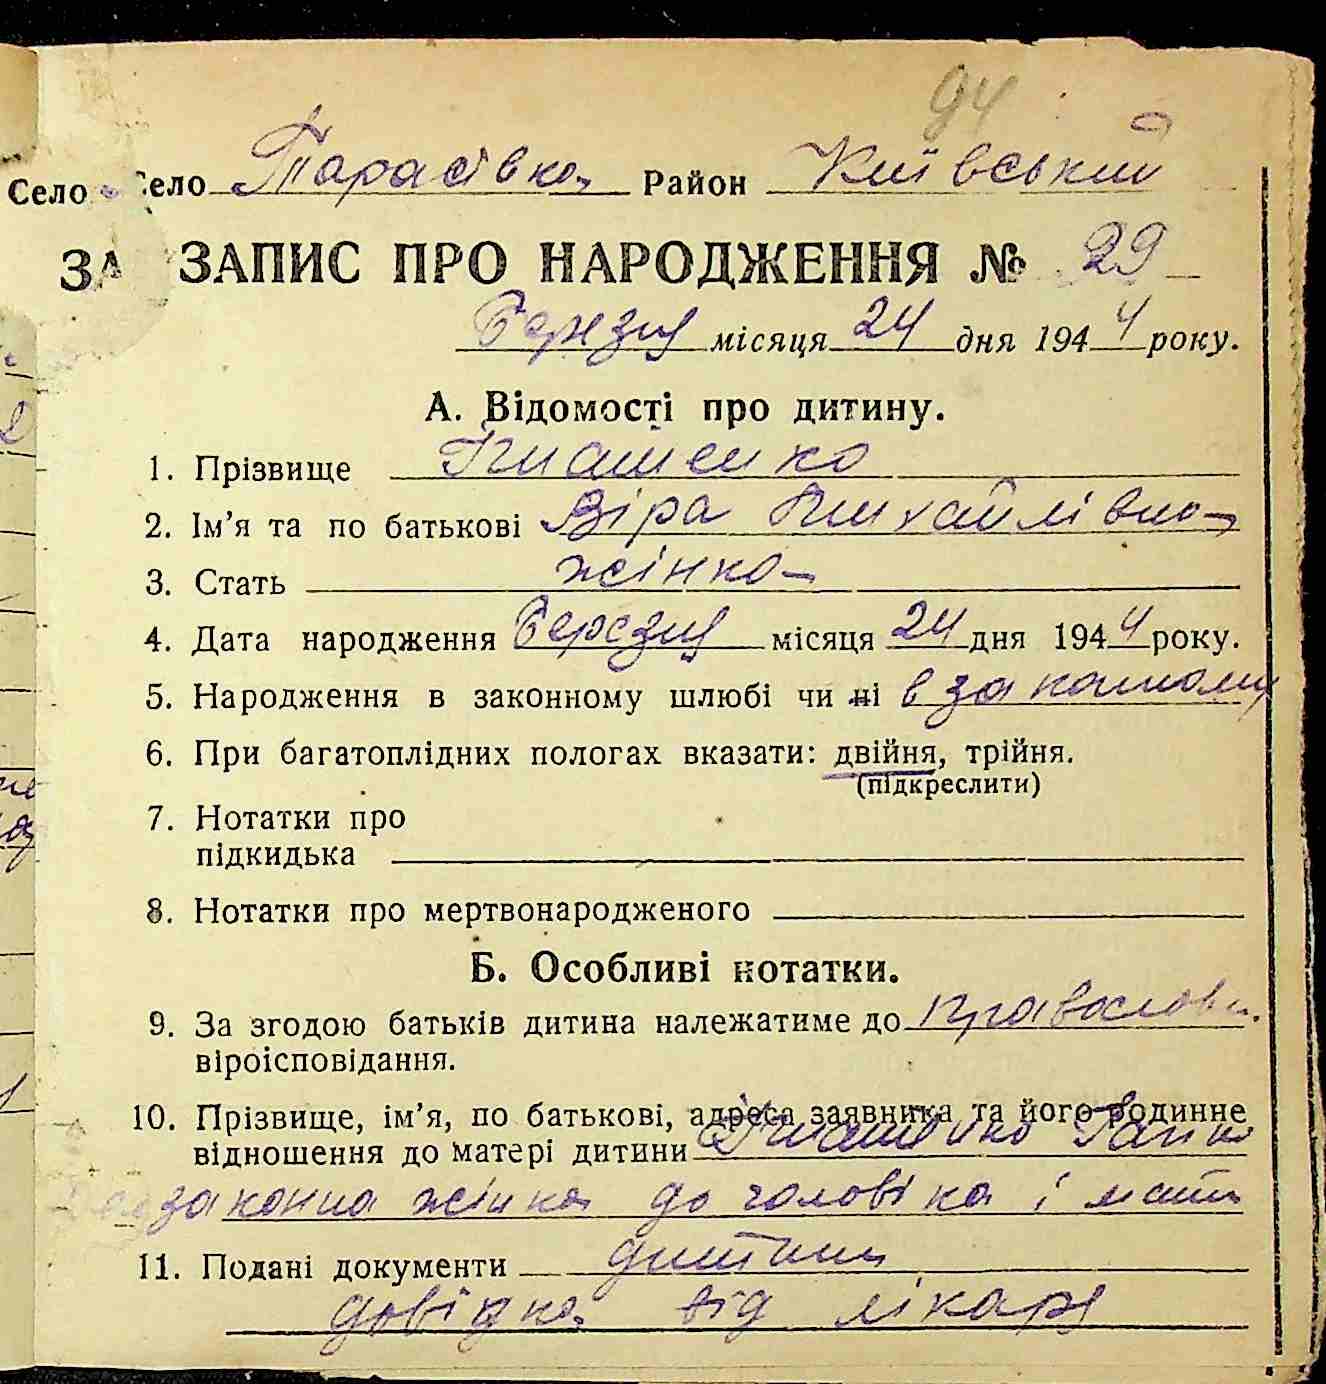 94
Село Село Тарасівка Район Київський
ЗА ЗАПИС ПРО НАРОДЖЕННЯ № 29
Березня місяця 24 дня 1944 року.
А. Відомості про дитину.
1. Прізвище
2. Ім’я та по батькові Віра Михайлівна
3. Стать жінка
4. Дата народження Березня місяця 24 дня 1944 року.
5. Народження в законному шлюбі чи ні в законному
6. При багатоплідних пологах вказати: двійня, трійня.
(підкреслити)
7. Нотатки про
підкидька
8. Нотатки про мертвонародженого
Б. Особливі нотатки.
9. За згодою батьків дитина належатиме до Православн.
віроісповідання.
10. Прізвище, ім’я, по батькові, адреса заявника та його родинне
відношення до матері дитини
законна жінка до чоловіка і мати
11. Подані документи дитини
довідка від лікаря